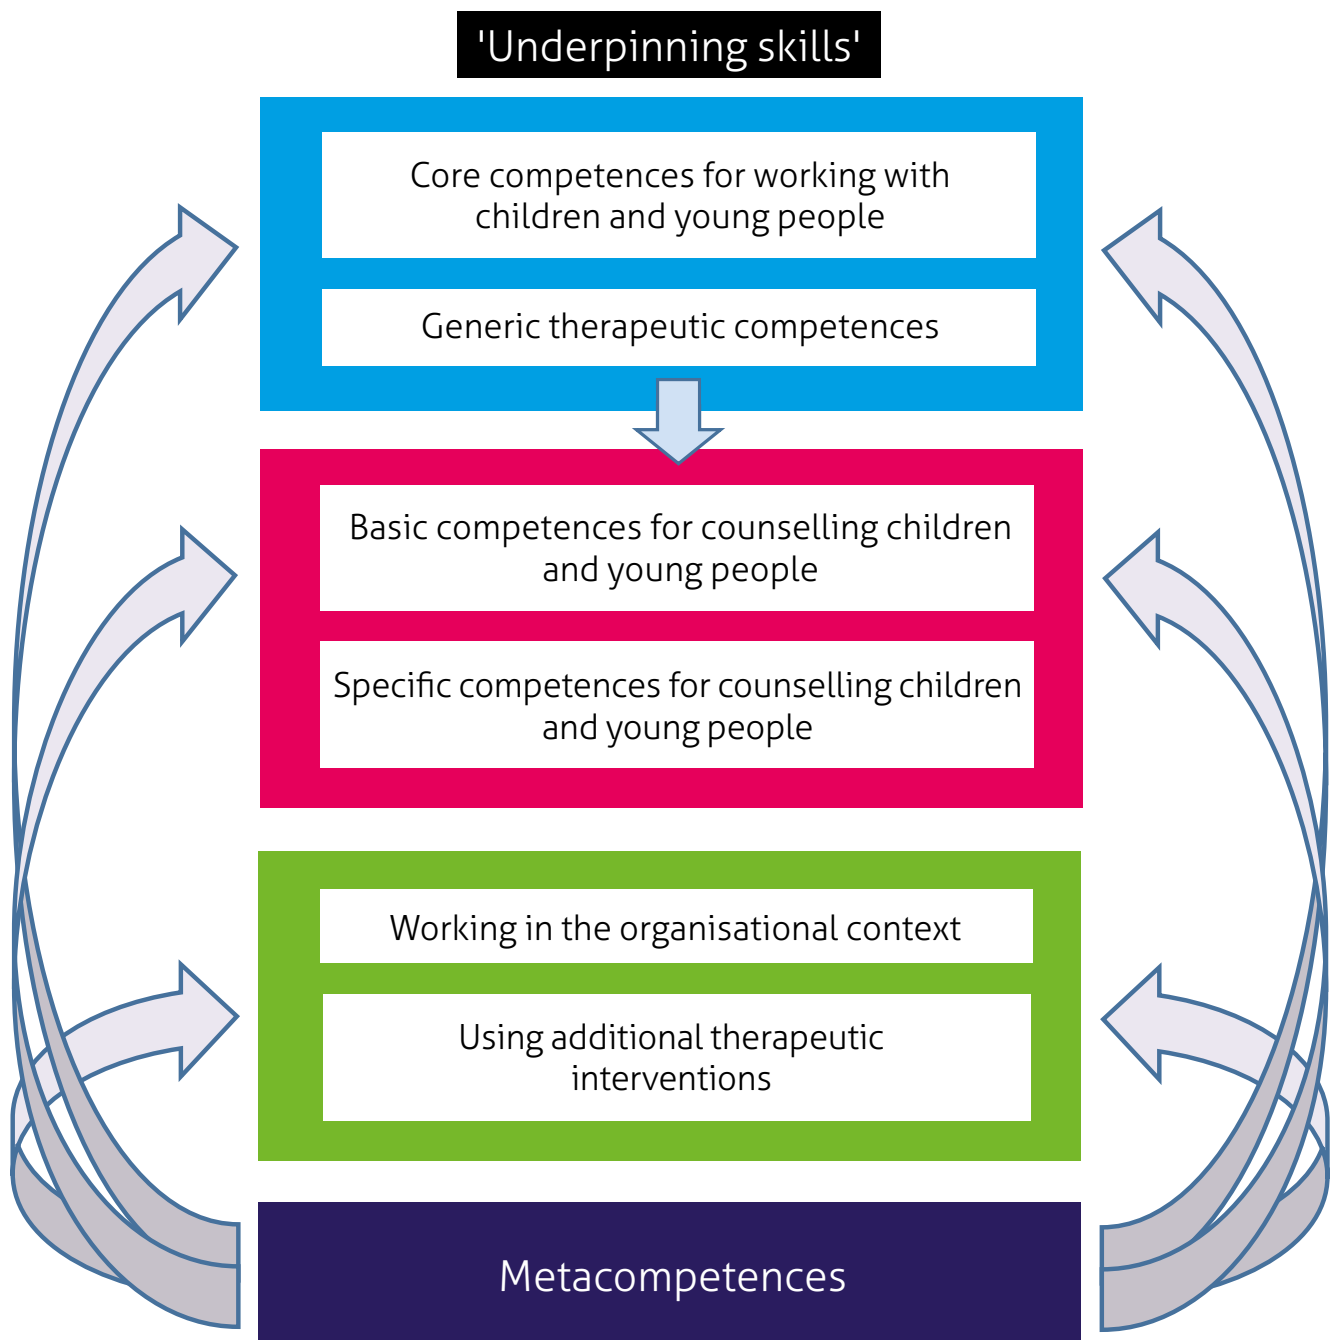 'Underpinning skills'
Core competences for working with
children and young people
Generic therapeutic competences
Basic competences for counselling children
and young people
Specific competences for counselling children
and young people
Working in the organisational context
Using additional therapeutic
interventions
Metacompetences